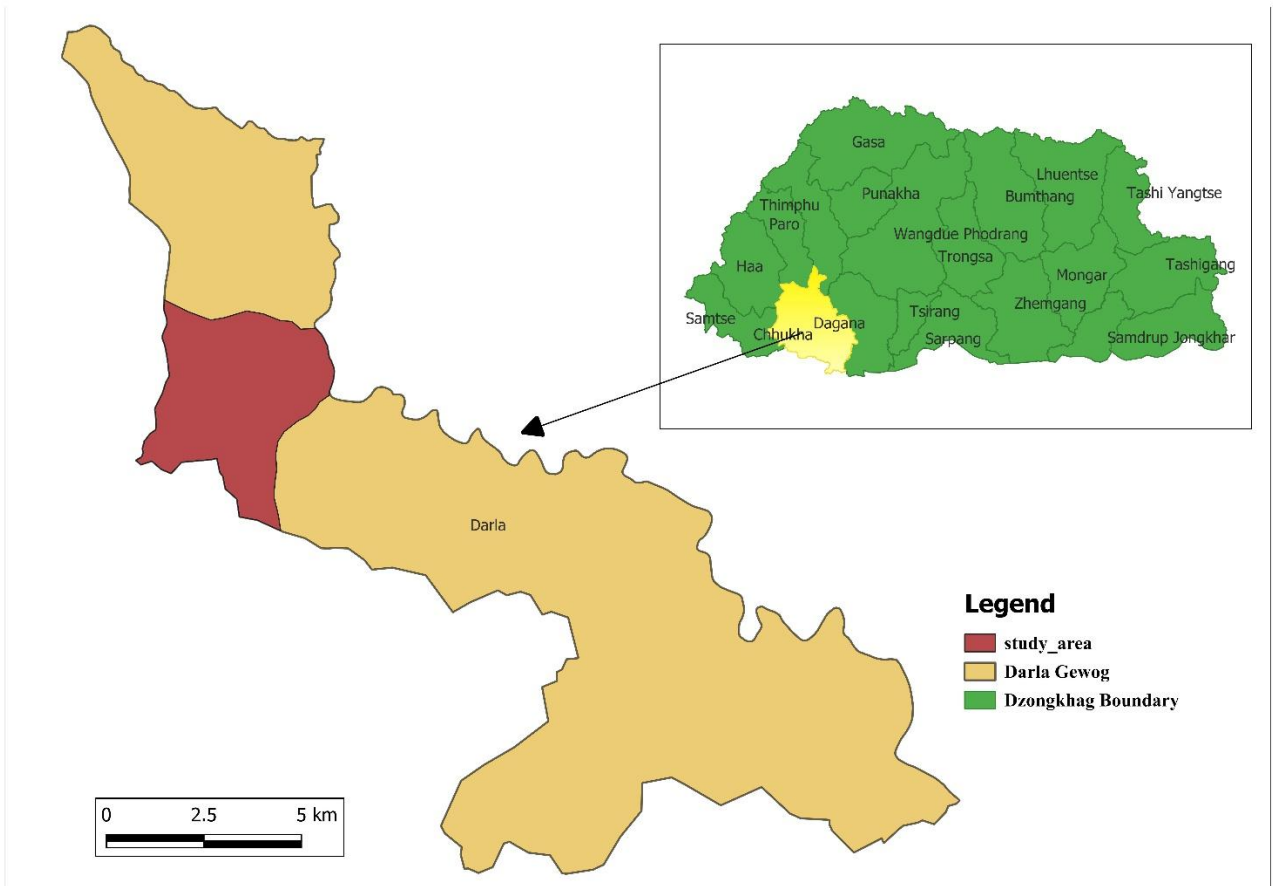 Gasa
Lhuentse
Punakha
Bumthang
Tashi Yangtse
Thimphu
Paro
Wangdue Phodrang
Trongsa
Haa
Mongar
Tashigang
Zhemgang
Tsirang
Samtse
Dagana
Chhukha
Sarpang
Samdrup Jongkhar
Darla
Legend
study_area
Darla Gewog
Dzongkhag Boundary
0 2.5 5 km